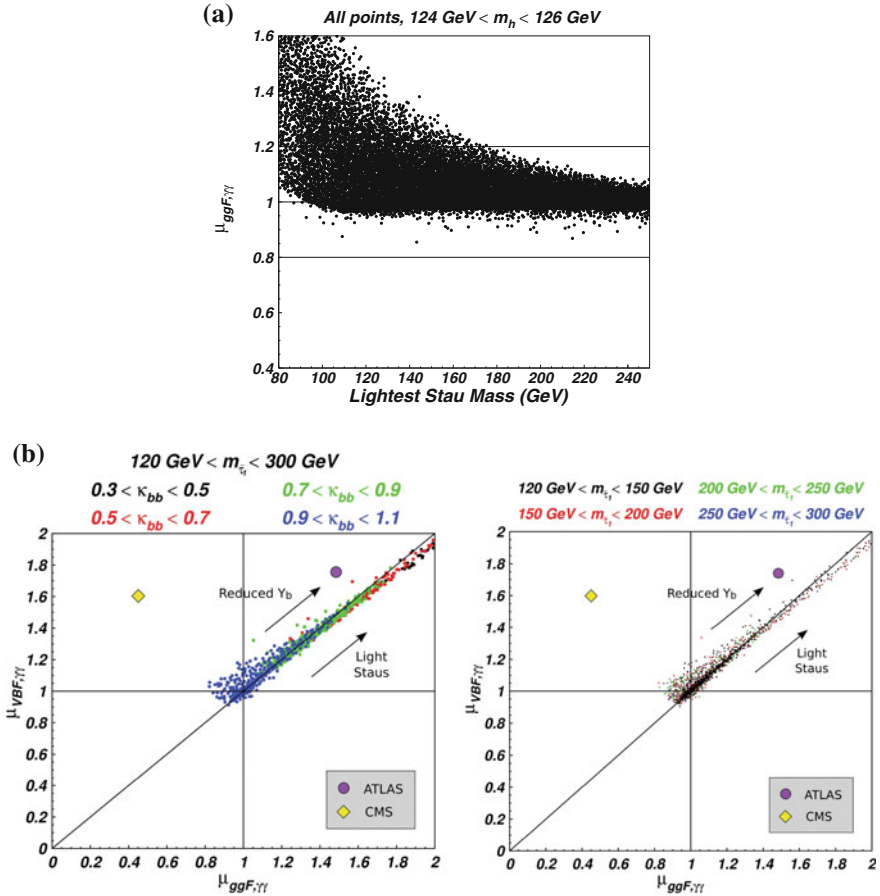 (a)
All points, 124 GeV < m_h < 126 GeV
1.6
1.4
1.2
1
0.8
0.6
0.4
μ_ggF,γγ
80 100 120 140 160 180 200 220 240
Lightest Stau Mass (GeV)
(b)
120 GeV < m_τ̃₁ < 300 GeV
0.3 < κ_bb < 0.5 0.7 < κ_bb < 0.9
0.5 < κ_bb < 0.7 0.9 < κ_bb < 1.1
2
1.8
1.6
1.4
1.2
1
0.8
0.6
0.4
0.2
0
μ_VBF,γγ
Reduced Y_b
Light
Staus
ATLAS
CMS
0 0.2 0.4 0.6 0.8 1 1.2 1.4 1.6 1.8 2
μ_ggF,γγ
120 GeV < m_τ̃₁ < 150 GeV 200 GeV < m_τ̃₁ < 250 GeV
150 GeV < m_τ̃₁ < 200 GeV 250 GeV < m_τ̃₁ < 300 GeV
2
1.8
1.6
1.4
1.2
1
0.8
0.6
0.4
0.2
0
μ_VBF,γγ
Reduced Y_b
Light
Staus
ATLAS
CMS
0 0.2 0.4 0.6 0.8 1 1.2 1.4 1.6 1.8 2
μ_ggF,γγ